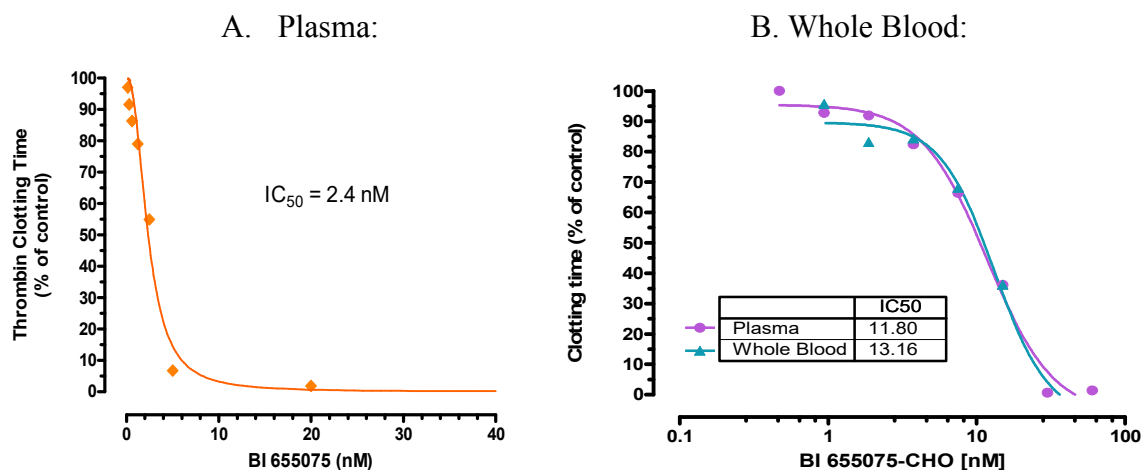 A. Plasma:
B. Whole Blood:
Thrombin Clotting Time
(% of control)
100
90
80
70
60
50
40
30
20
10
0
IC50 = 2.4 nM
0
10
20
30
40
BI 655075 (nM)
Clotting time (% of control)
100
90
80
70
60
50
40
30
20
10
0
IC50
Plasma 11.80
Whole Blood 13.16
0.1
1
10
100
BI 655075-CHO [nM]